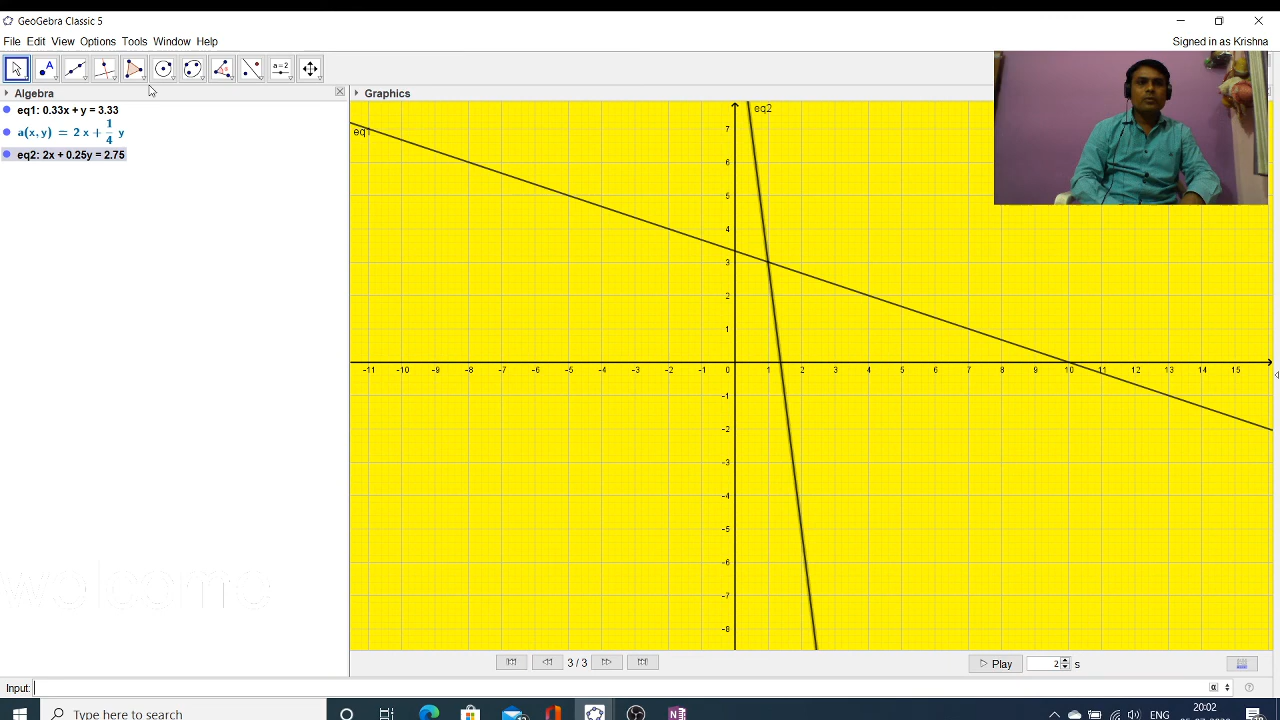 GeoGebra Classic 5
File Edit View Options Tools Window Help
Signed in as Krishna
A
a=2
Algebra
Graphics
eq1: 0.33x + y = 3.33
a(x, y) = 2 x + 1/4 y
eq2: 2x + 0.25y = 2.75
eq1
eq2
7
6
5
4
3
2
1
-11 -10 -9 -8 -7 -6 -5 -4 -3 -2 -1 0 1 2 3 4 5 6 7 8 9 10 11 12 13 14 15
-1
-2
-3
-4
-5
-6
-7
-8
welcome
3 / 3
Play
2 s
Input:
α
Type here to search
ENG
20:02